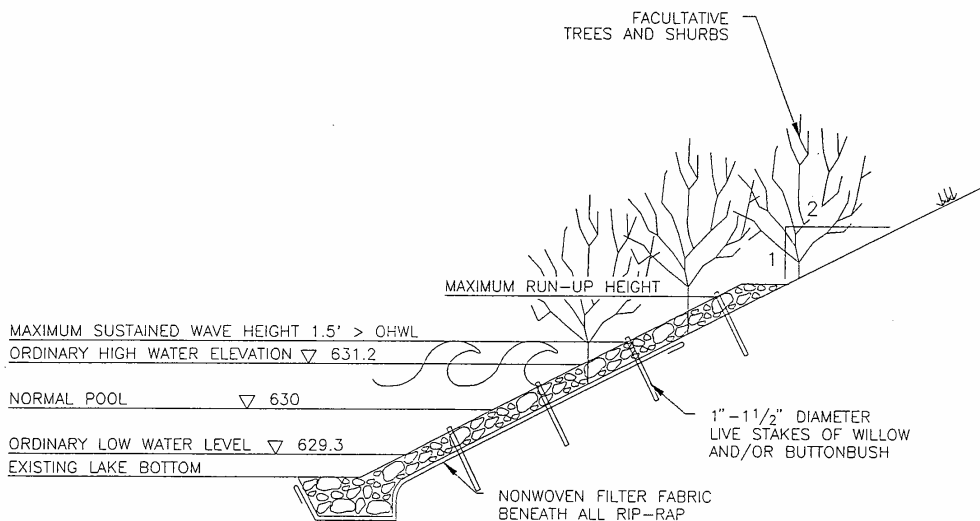 FACULTATIVE
TREES AND SHURBS
2
1
MAXIMUM RUN-UP HEIGHT
MAXIMUM SUSTAINED WAVE HEIGHT 1.5' > OHWL
ORDINARY HIGH WATER ELEVATION ▽ 631.2
NORMAL POOL ▽ 630
ORDINARY LOW WATER LEVEL ▽ 629.3
EXISTING LAKE BOTTOM
1"-1 1/2" DIAMETER
LIVE STAKES OF WILLOW
AND/OR BUTTONBUSH
NONWOVEN FILTER FABRIC
BENEATH ALL RIP-RAP